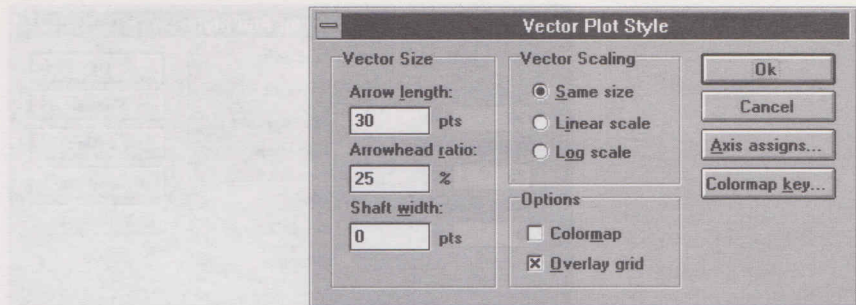 Vector Plot Style
Vector Size
Arrow length:
30 pts
Arrowhead ratio:
25 %
Shaft width:
0 pts
Vector Scaling
Same size
Linear scale
Log scale
Options
Colormap
Overlay grid
Ok
Cancel
Axis assigns...
Colormap key...